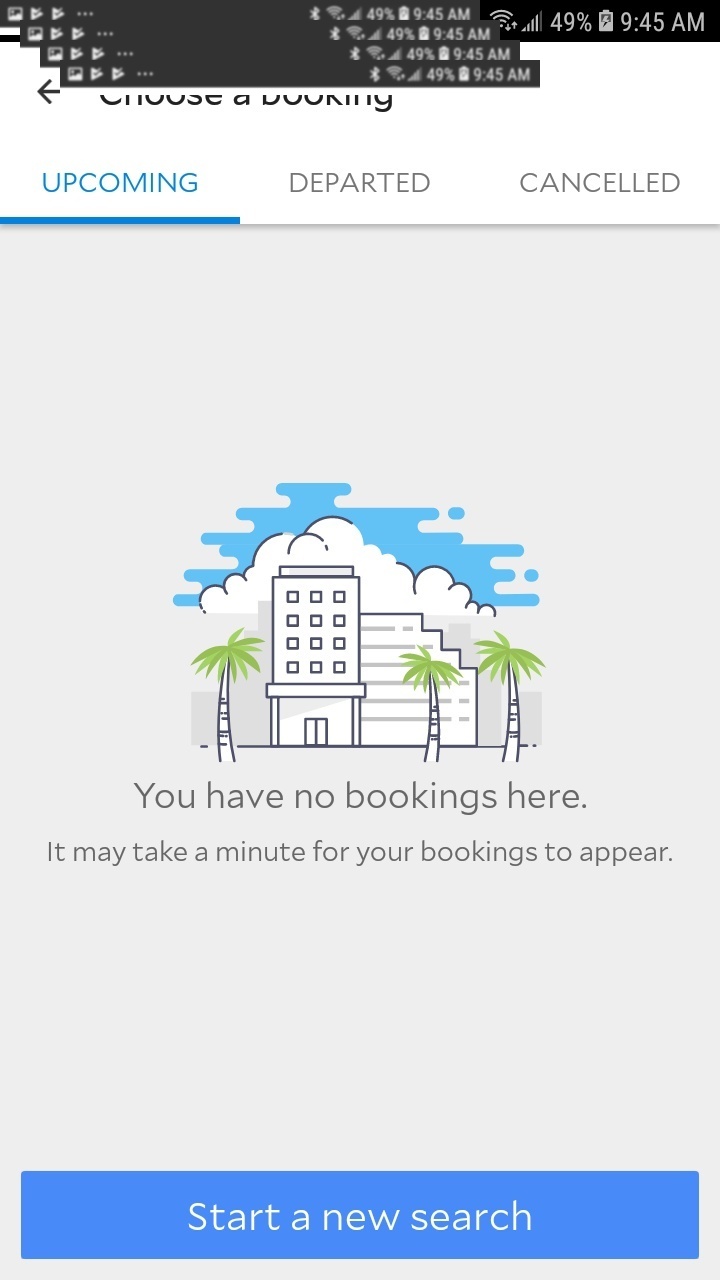 49% 9:45 AM
49% 9:45 AM
49% 9:45 AM
49% 9:45 AM
49% 9:45 AM
Choose a booking
UPCOMING DEPARTED CANCELLED
You have no bookings here.
It may take a minute for your bookings to appear.
Start a new search